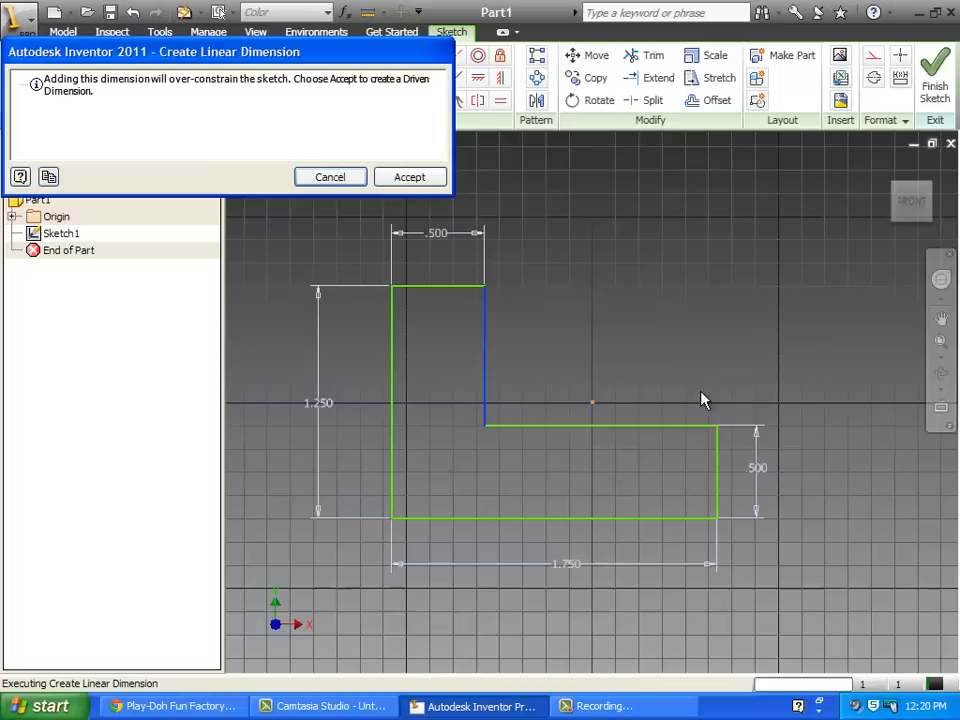 Color
Part1
Type a keyword or phrase
PRO
Model
Inspect
Tools
Manage
View
Environments
Get Started
Sketch
Autodesk Inventor 2011 - Create Linear Dimension
Adding this dimension will over-constrain the sketch. Choose Accept to create a Driven
Dimension.
Cancel
Accept
Move
Trim
Scale
Make Part
Copy
Extend
Stretch
Rotate
Split
Offset
Finish
Sketch
Pattern
Modify
Layout
Insert
Format
Exit
Part1
Origin
Sketch1
End of Part
FRONT
.500
1.250
.500
1.750
Y
X
Executing Create Linear Dimension
1
1
start
Play-Doh Fun Factory...
Camtasia Studio - Unt...
Autodesk Inventor Pr...
Recording...
12:20 PM